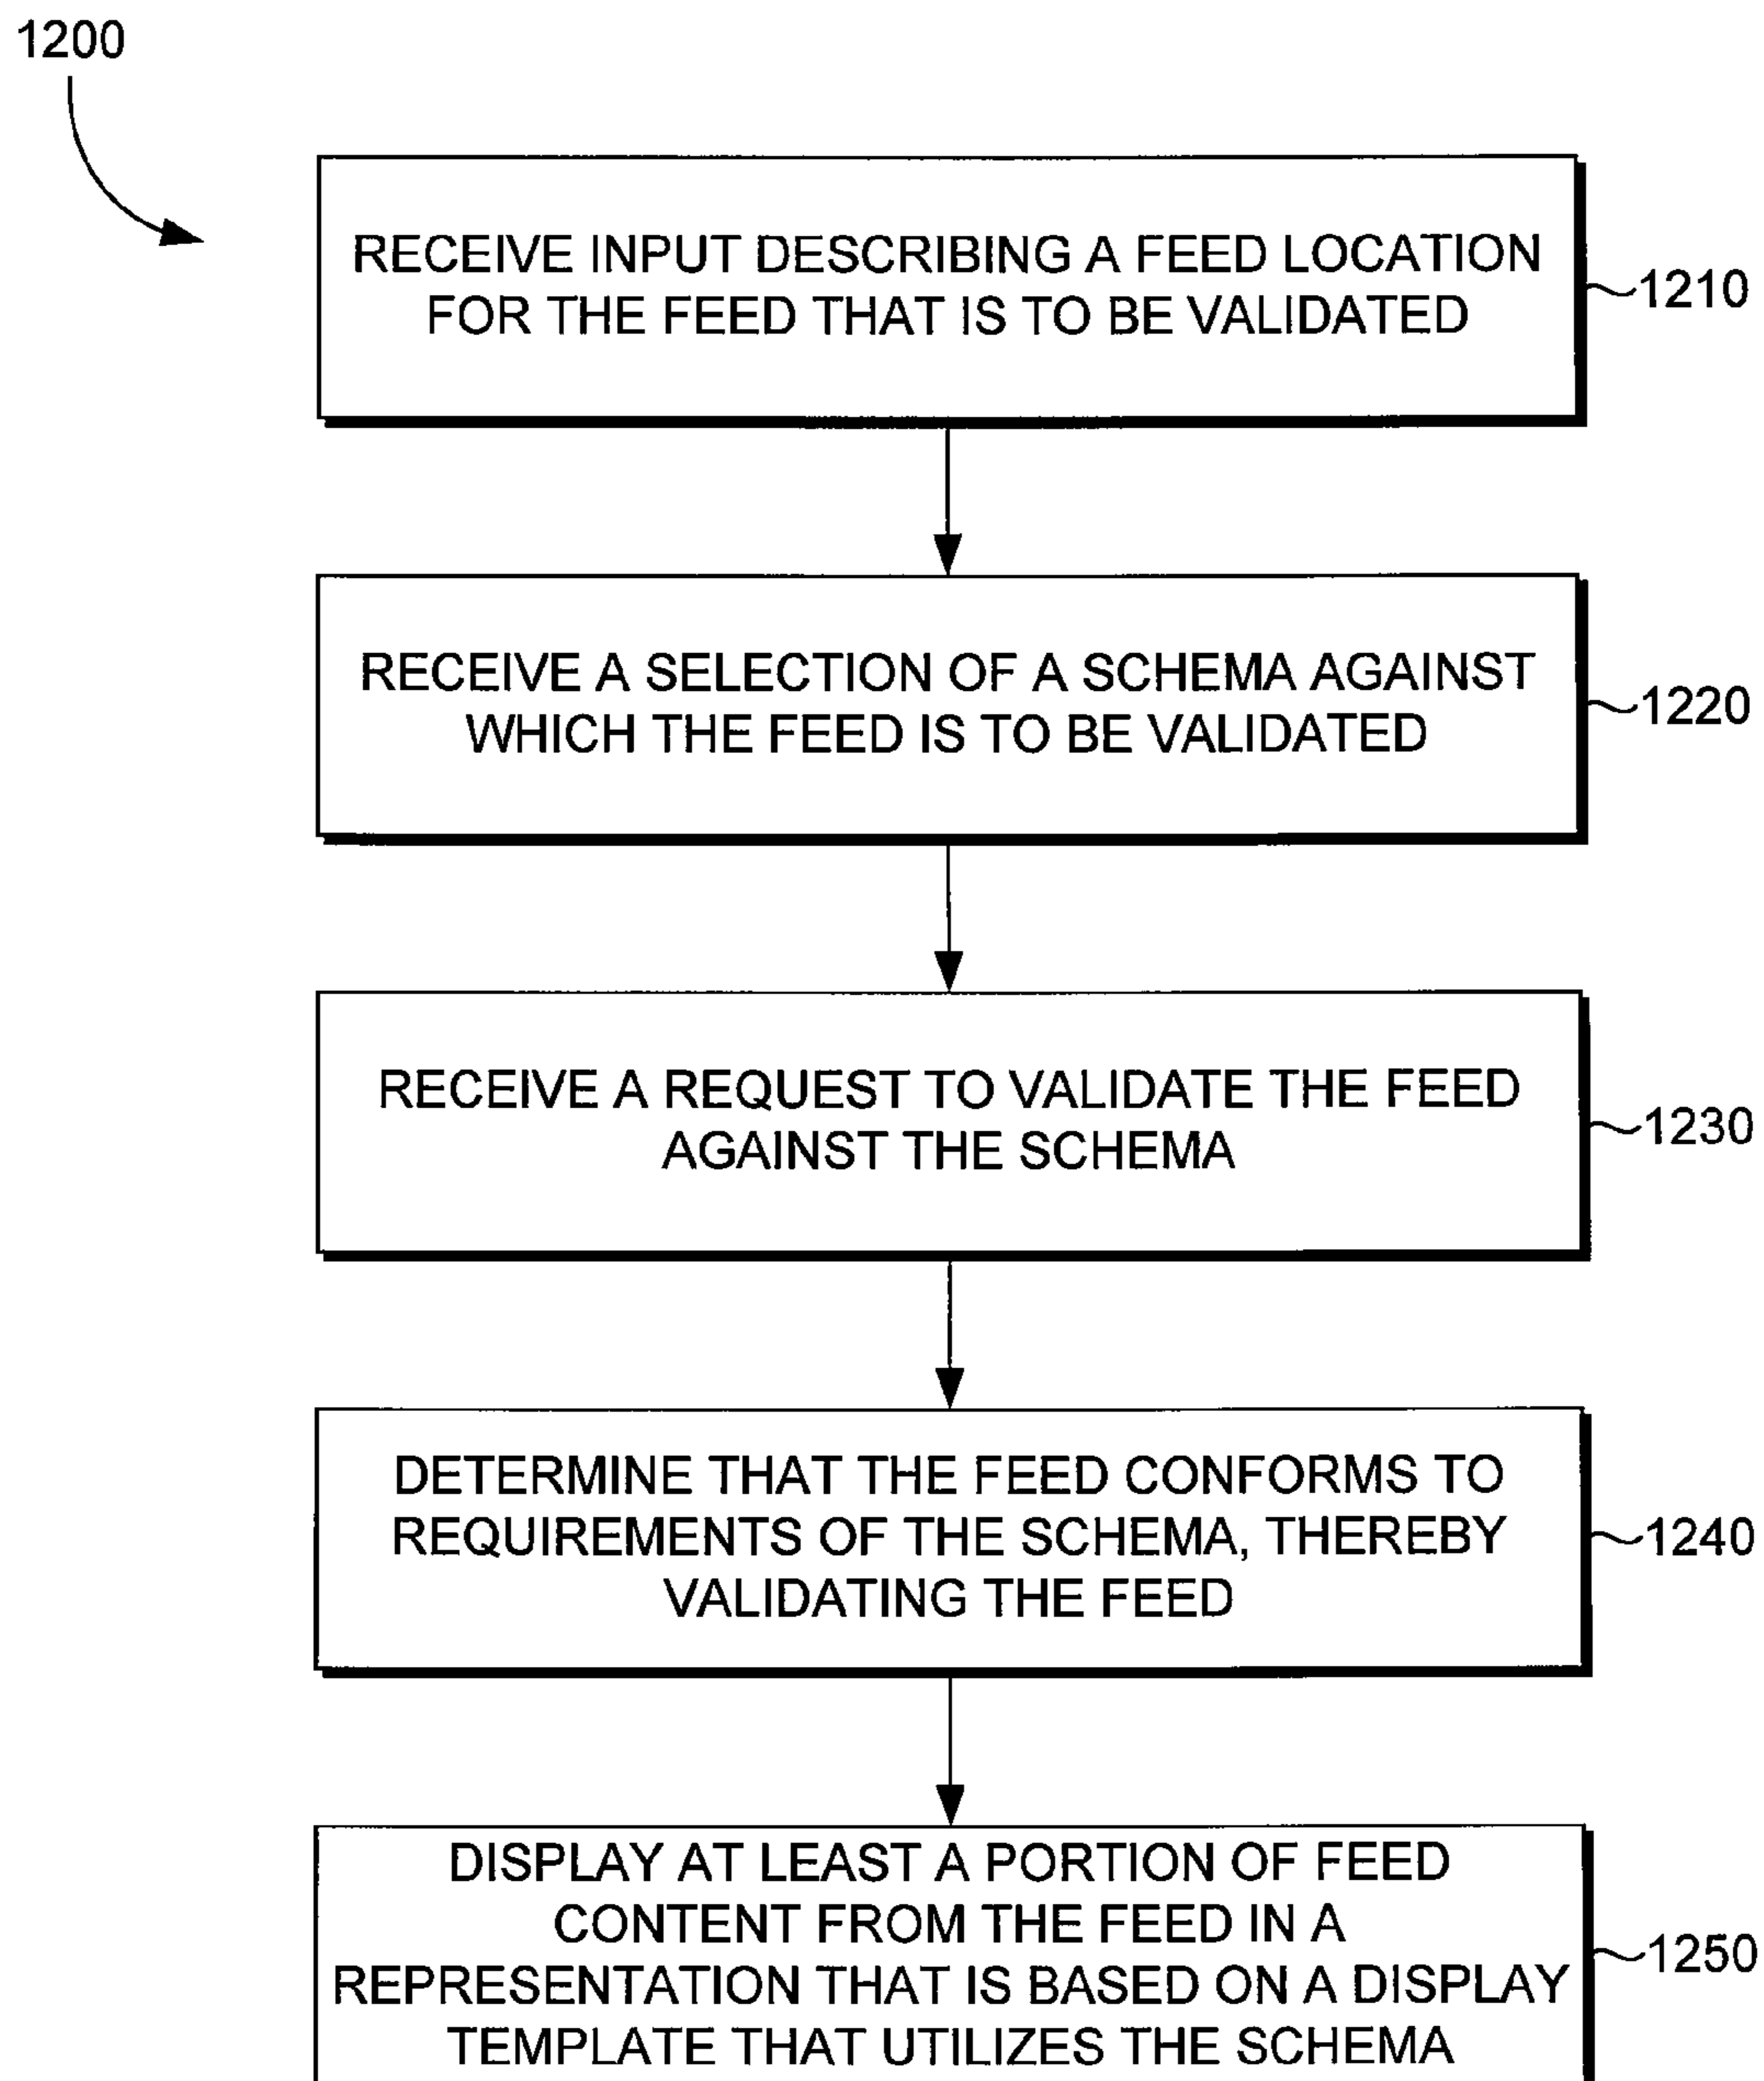 1200
RECEIVE INPUT DESCRIBING A FEED LOCATION
FOR THE FEED THAT IS TO BE VALIDATED
1210
RECEIVE A SELECTION OF A SCHEMA AGAINST
WHICH THE FEED IS TO BE VALIDATED
1220
RECEIVE A REQUEST TO VALIDATE THE FEED
AGAINST THE SCHEMA
1230
DETERMINE THAT THE FEED CONFORMS TO
REQUIREMENTS OF THE SCHEMA, THEREBY
VALIDATING THE FEED
1240
DISPLAY AT LEAST A PORTION OF FEED
CONTENT FROM THE FEED IN A
REPRESENTATION THAT IS BASED ON A DISPLAY
TEMPLATE THAT UTILIZES THE SCHEMA
1250